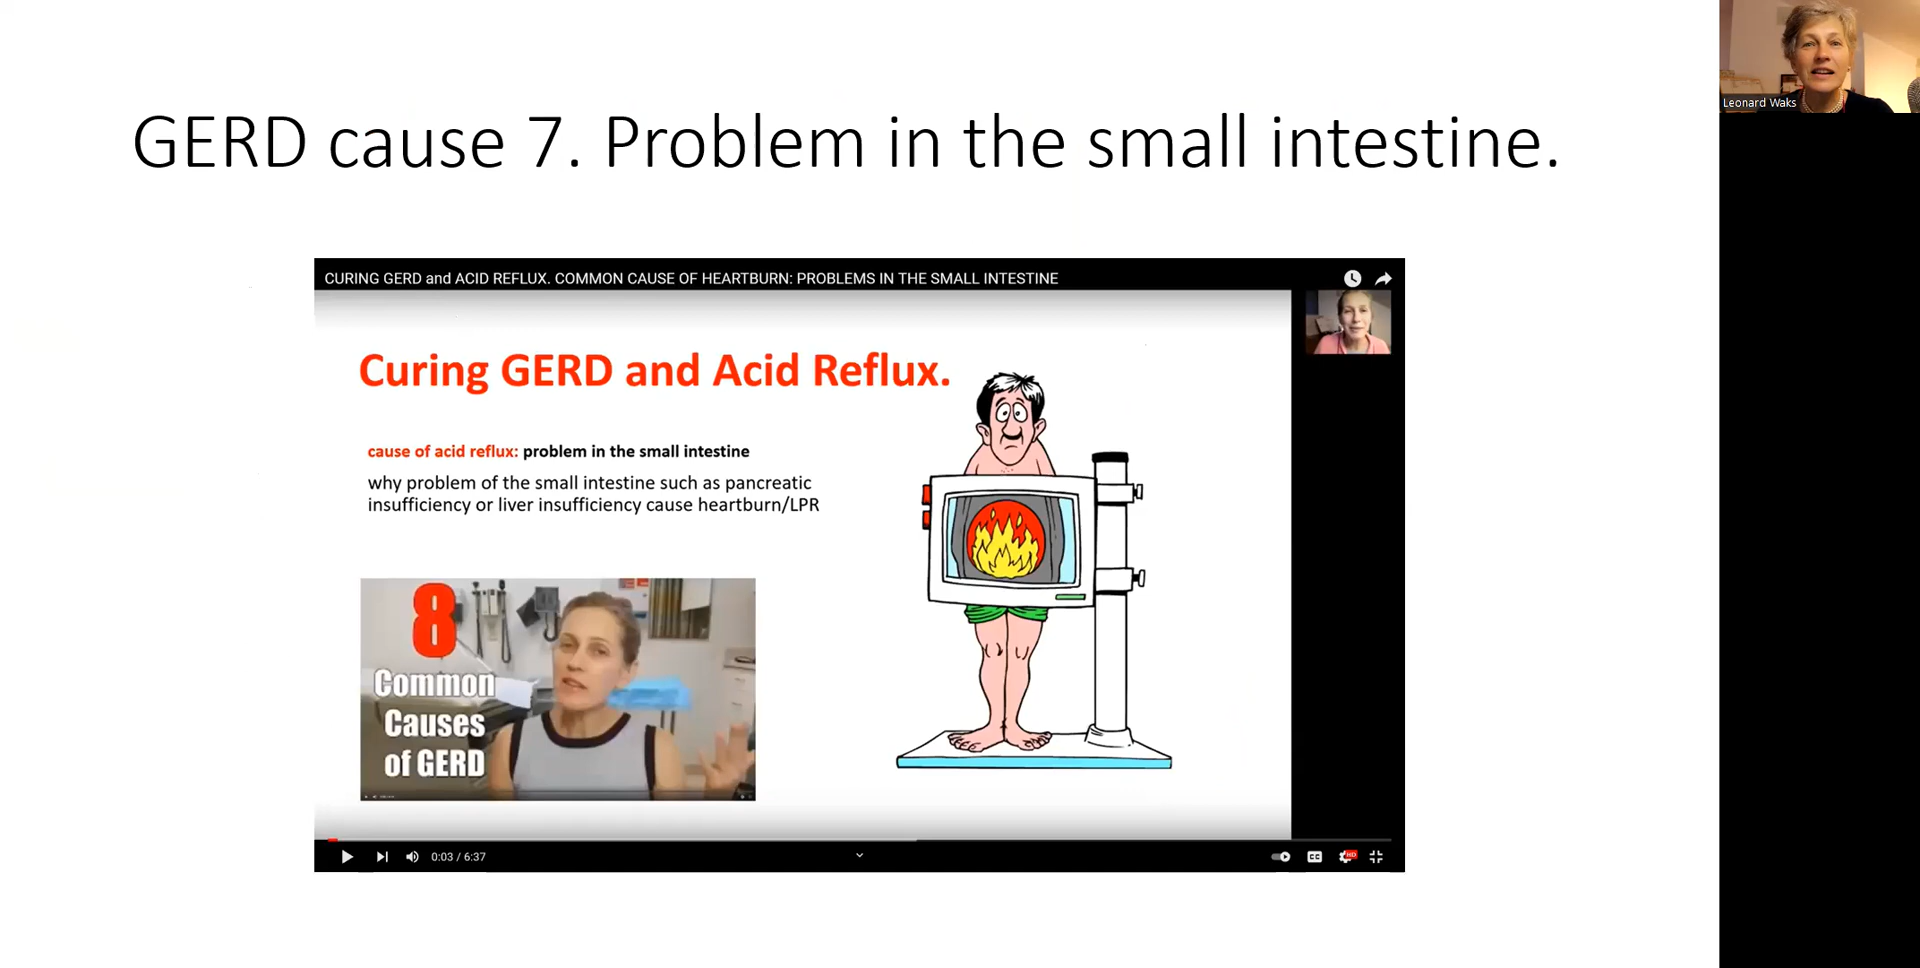 GERD cause 7. Problem in the small intestine.
Leonard Waks
CURING GERD and ACID REFLUX. COMMON CAUSE OF HEARTBURN: PROBLEMS IN THE SMALL INTESTINE
Curing GERD and Acid Reflux.
cause of acid reflux: problem in the small intestine
why problem of the small intestine such as pancreatic
insufficiency or liver insufficiency cause heartburn/LPR
8
Common
Causes
of GERD
0:03 / 6:37
CC
HD